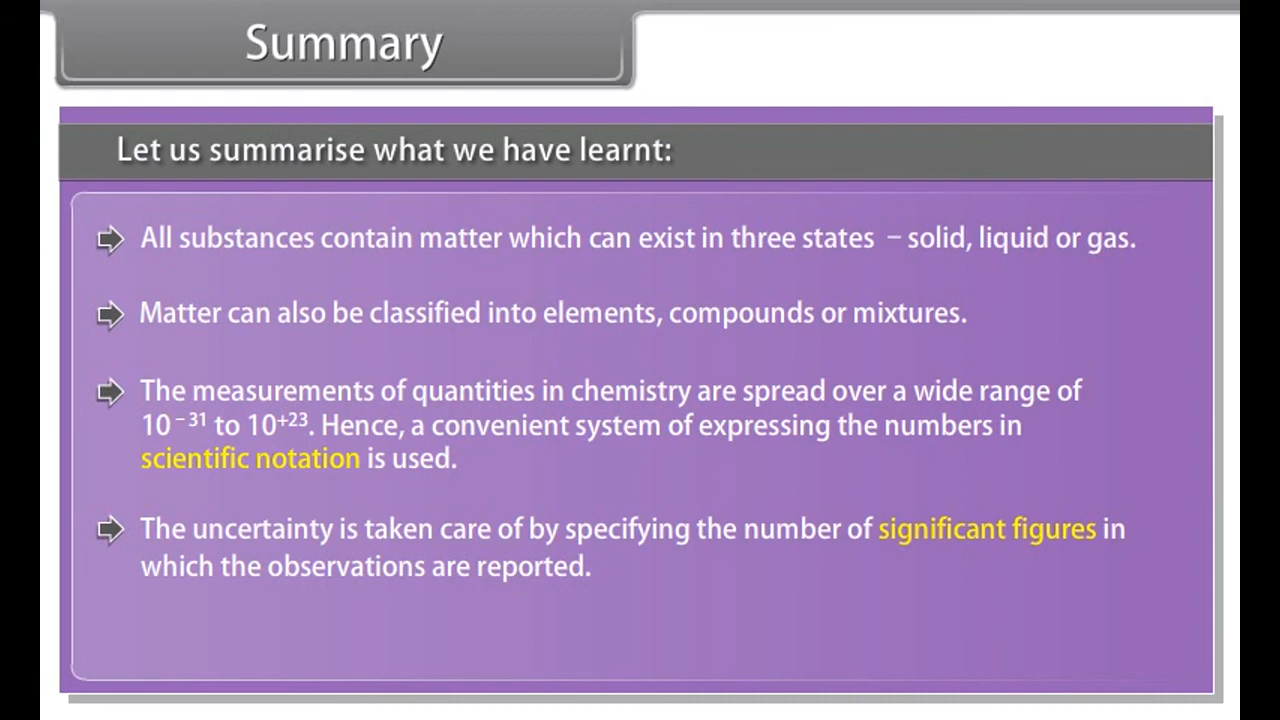 Summary
Let us summarise what we have learnt:
All substances contain matter which can exist in three states – solid, liquid or gas.
Matter can also be classified into elements, compounds or mixtures.
The measurements of quantities in chemistry are spread over a wide range of
10⁻³¹ to 10⁺²³. Hence, a convenient system of expressing the numbers in
scientific notation is used.
The uncertainty is taken care of by specifying the number of significant figures in
which the observations are reported.